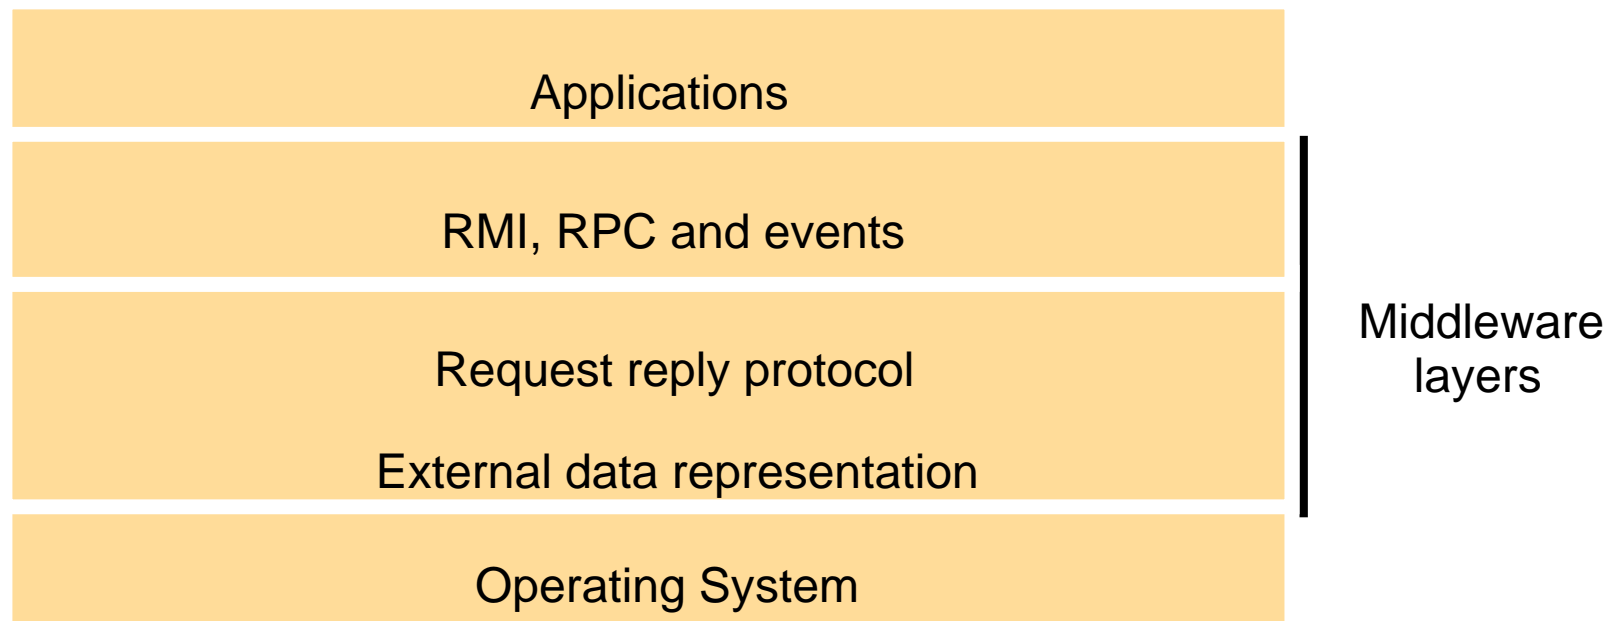 Applications
RMI, RPC and events
Request reply protocol
External data representation
Operating System
Middleware
layers